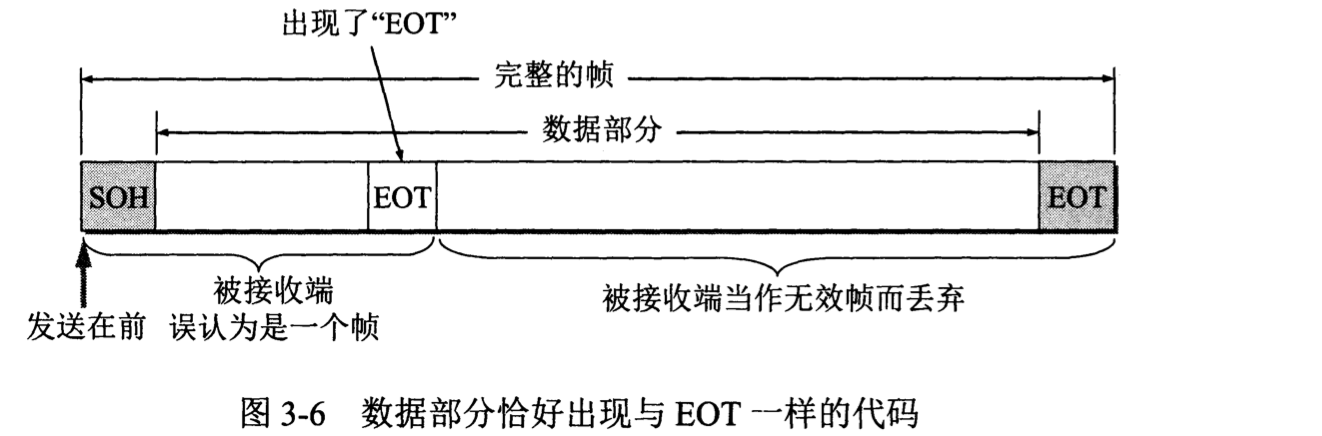 出现了“EOT”
完整的帧
数据部分
SOH
EOT
EOT
被接收端
误认为是一个帧
被接收端当作无效帧而丢弃
发送在前
图 3-6 数据部分恰好出现与 EOT 一样的代码